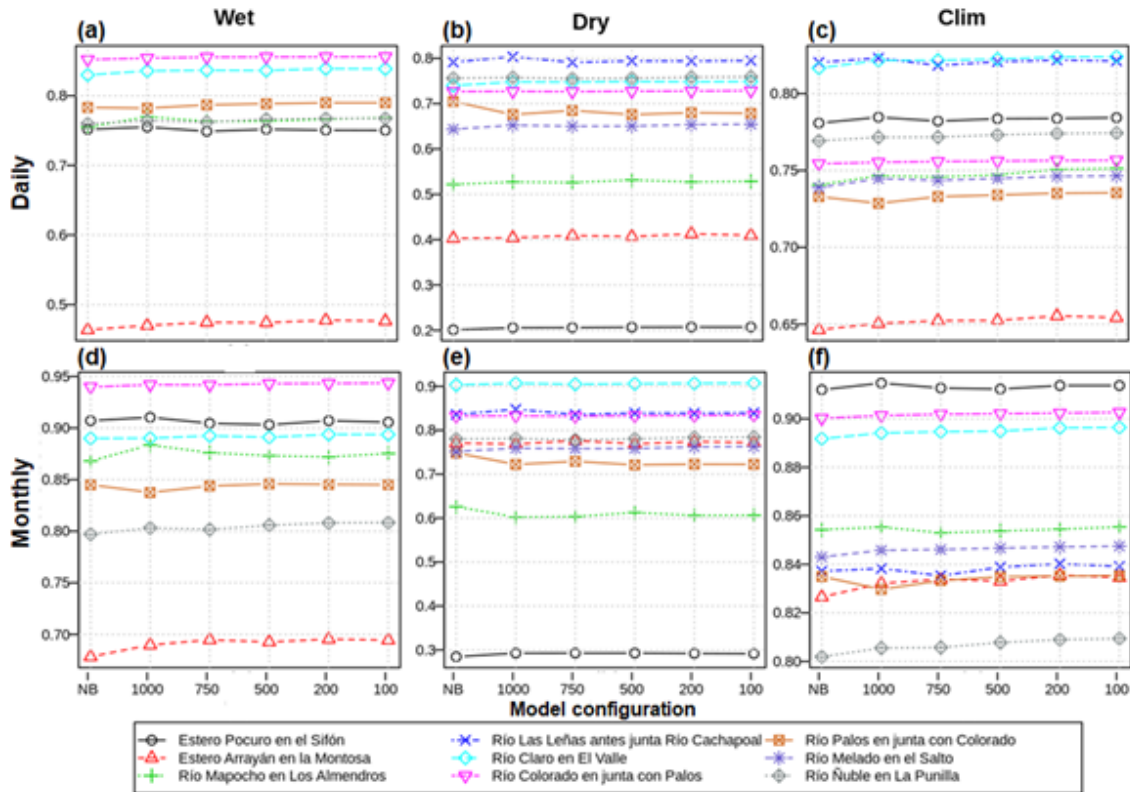 Wet Dry Clim
(a) (b) (c)
0.8 0.7 0.6 0.5
0.8 0.7 0.6 0.5 0.4 0.3 0.2
0.80 0.75 0.70 0.65
Daily
(d) (e) (f)
0.95 0.90 0.85 0.80 0.75 0.70
0.9 0.8 0.7 0.6 0.5 0.4 0.3
0.90 0.88 0.86 0.84 0.82 0.80
Monthly
NB 1000 750 500 200 100 NB 1000 750 500 200 100 NB 1000 750 500 200 100
Model configuration
Estero Pocuro en el Sifón Río Las Leñas antes junta Río Cachapoal Río Palos en junta con Colorado
Estero Arrayán en la Montosa Río Claro en El Valle Río Melado en el Salto
Río Mapocho en Los Almendros Río Colorado en junta con Palos Río Ñuble en La Punilla